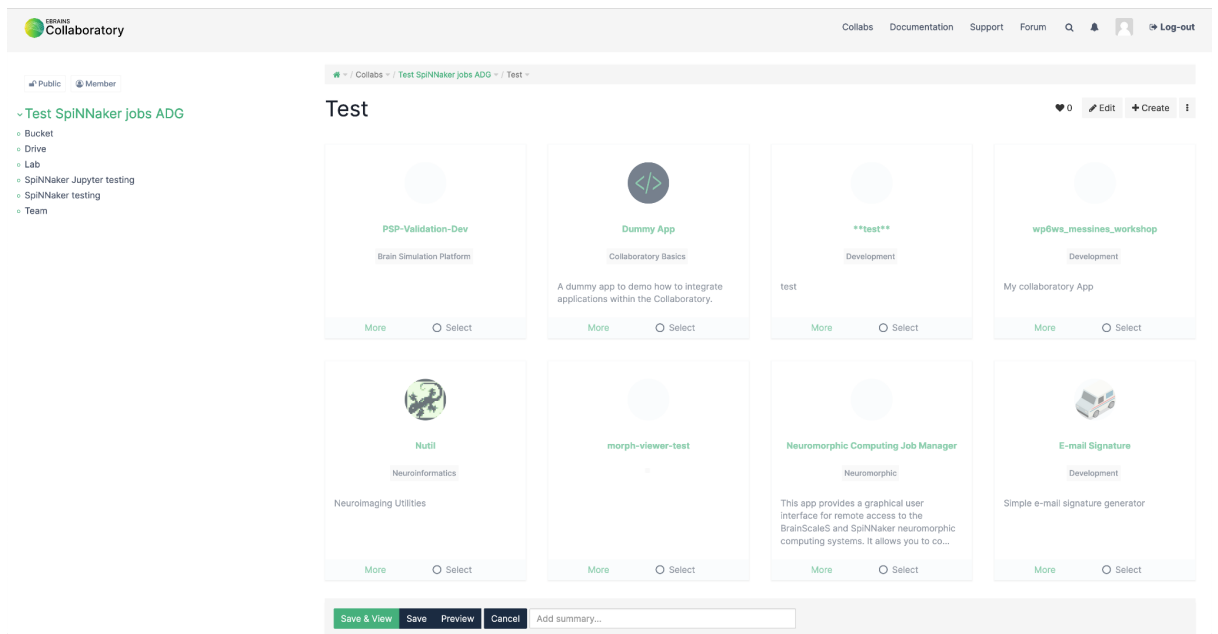 EBRAINS
Collaboratory
Collabs Documentation Support Forum Log-out
Public Member
Test SpiNNaker jobs ADG
Bucket
Drive
Lab
SpiNNaker Jupyter testing
SpiNNaker testing
Team
/ Collabs / Test SpiNNaker jobs ADG / Test
Test
0 Edit + Create
PSP-Validation-Dev
Brain Simulation Platform
More Select
</>
Dummy App
Collaboratory Basics
A dummy app to demo how to integrate
applications within the Collaboratory.
More Select
**test**
Development
test
More Select
wp6ws_messines_workshop
Development
My collaboratory App
More Select
Nutil
Neuroinformatics
Neuroimaging Utilities
More Select
morph-viewer-test
More Select
Neuromorphic Computing Job Manager
Neuromorphic
This app provides a graphical user
interface for remote access to the
BrainScaleS and SpiNNaker neuromorphic
computing systems. It allows you to co...
More Select
E-mail Signature
Development
Simple e-mail signature generator
More Select
Save & View Save Preview Cancel Add summary...